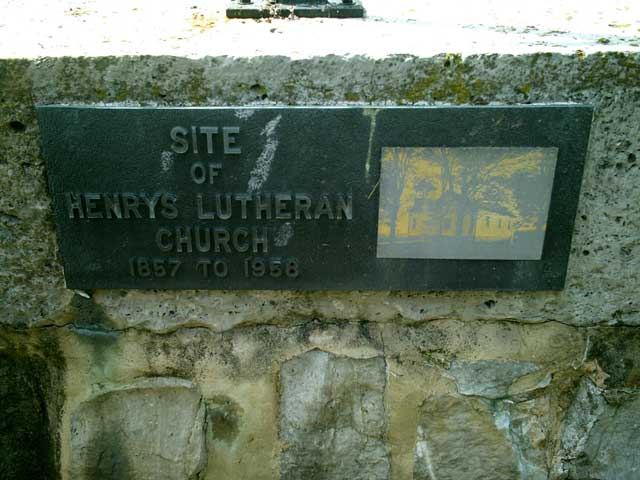 SITE
OF
HENRYS LUTHERAN
CHURCH
1857 TO 1958